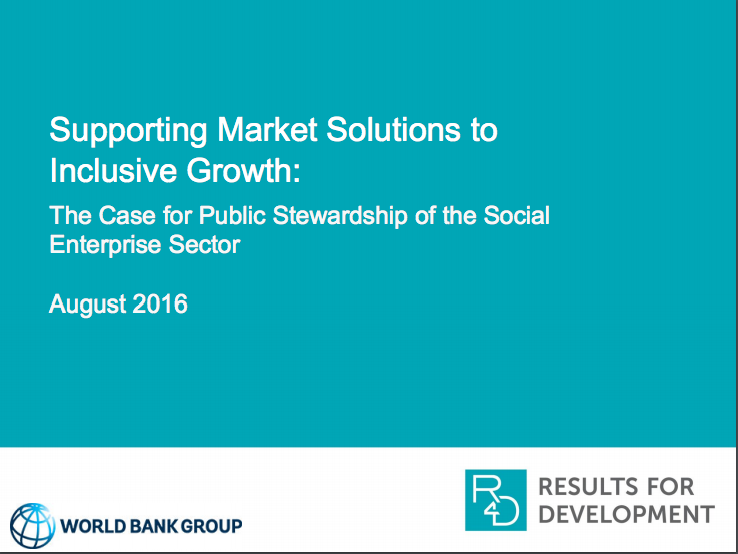 Supporting Market Solutions to
Inclusive Growth:
The Case for Public Stewardship of the Social
Enterprise Sector
August 2016
R4D
RESULTS FOR
DEVELOPMENT
WORLD BANK GROUP